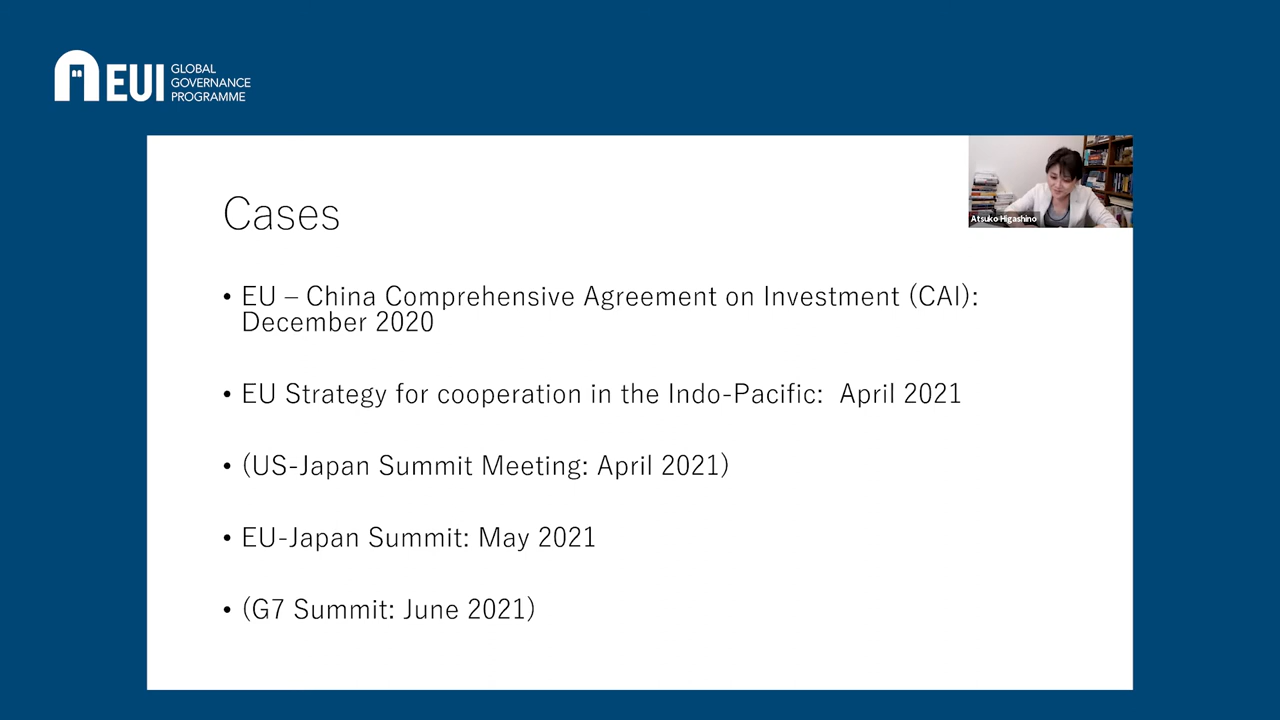 EUI
GLOBAL
GOVERNANCE
PROGRAMME
Atsuko Higashino
Cases
• EU – China Comprehensive Agreement on Investment (CAI):
December 2020
• EU Strategy for cooperation in the Indo-Pacific: April 2021
• (US-Japan Summit Meeting: April 2021)
• EU-Japan Summit: May 2021
• (G7 Summit: June 2021)